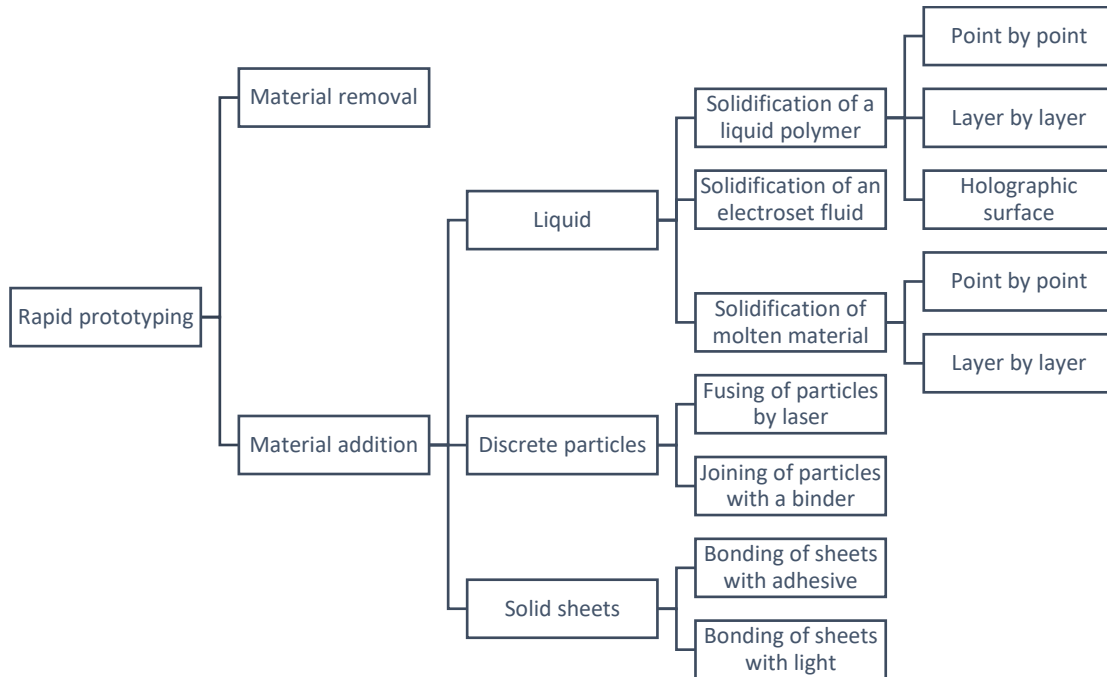 Rapid prototyping
Material removal
Material addition
Liquid
Solidification of a
liquid polymer
Point by point
Layer by layer
Holographic
surface
Solidification of an
electroset fluid
Solidification of
molten material
Point by point
Layer by layer
Discrete particles
Fusing of particles
by laser
Joining of particles
with a binder
Solid sheets
Bonding of sheets
with adhesive
Bonding of sheets
with light